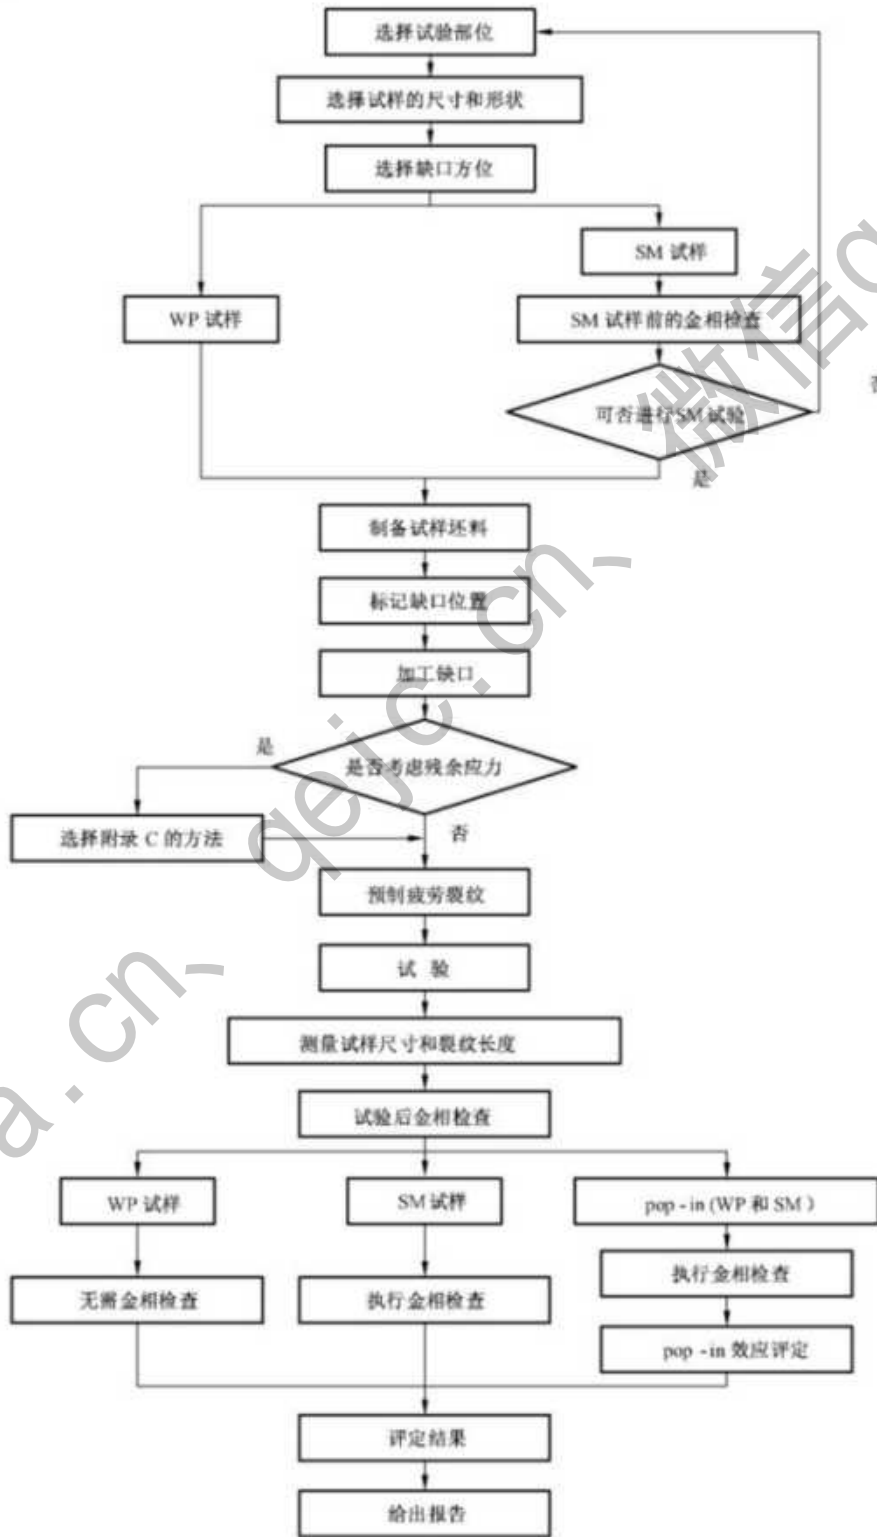 选择试验部位
选择试样的尺寸和形状
选择缺口方位
SM 试样
WP 试样
SM 试样前的金相检查
否
可否进行SM试验
是
制备试样坯料
标记缺口位置
加工缺口
是
是否考虑残余应力
选择附录 C 的方法
否
预制疲劳裂纹
试 验
测量试样尺寸和裂纹长度
试验后金相检查
WP 试样
SM 试样
pop-in (WP 和 SM )
无需金相检查
执行金相检查
执行金相检查
pop -in 效应评定
评定结果
给出报告
a.cn、qejc.cn、微信q